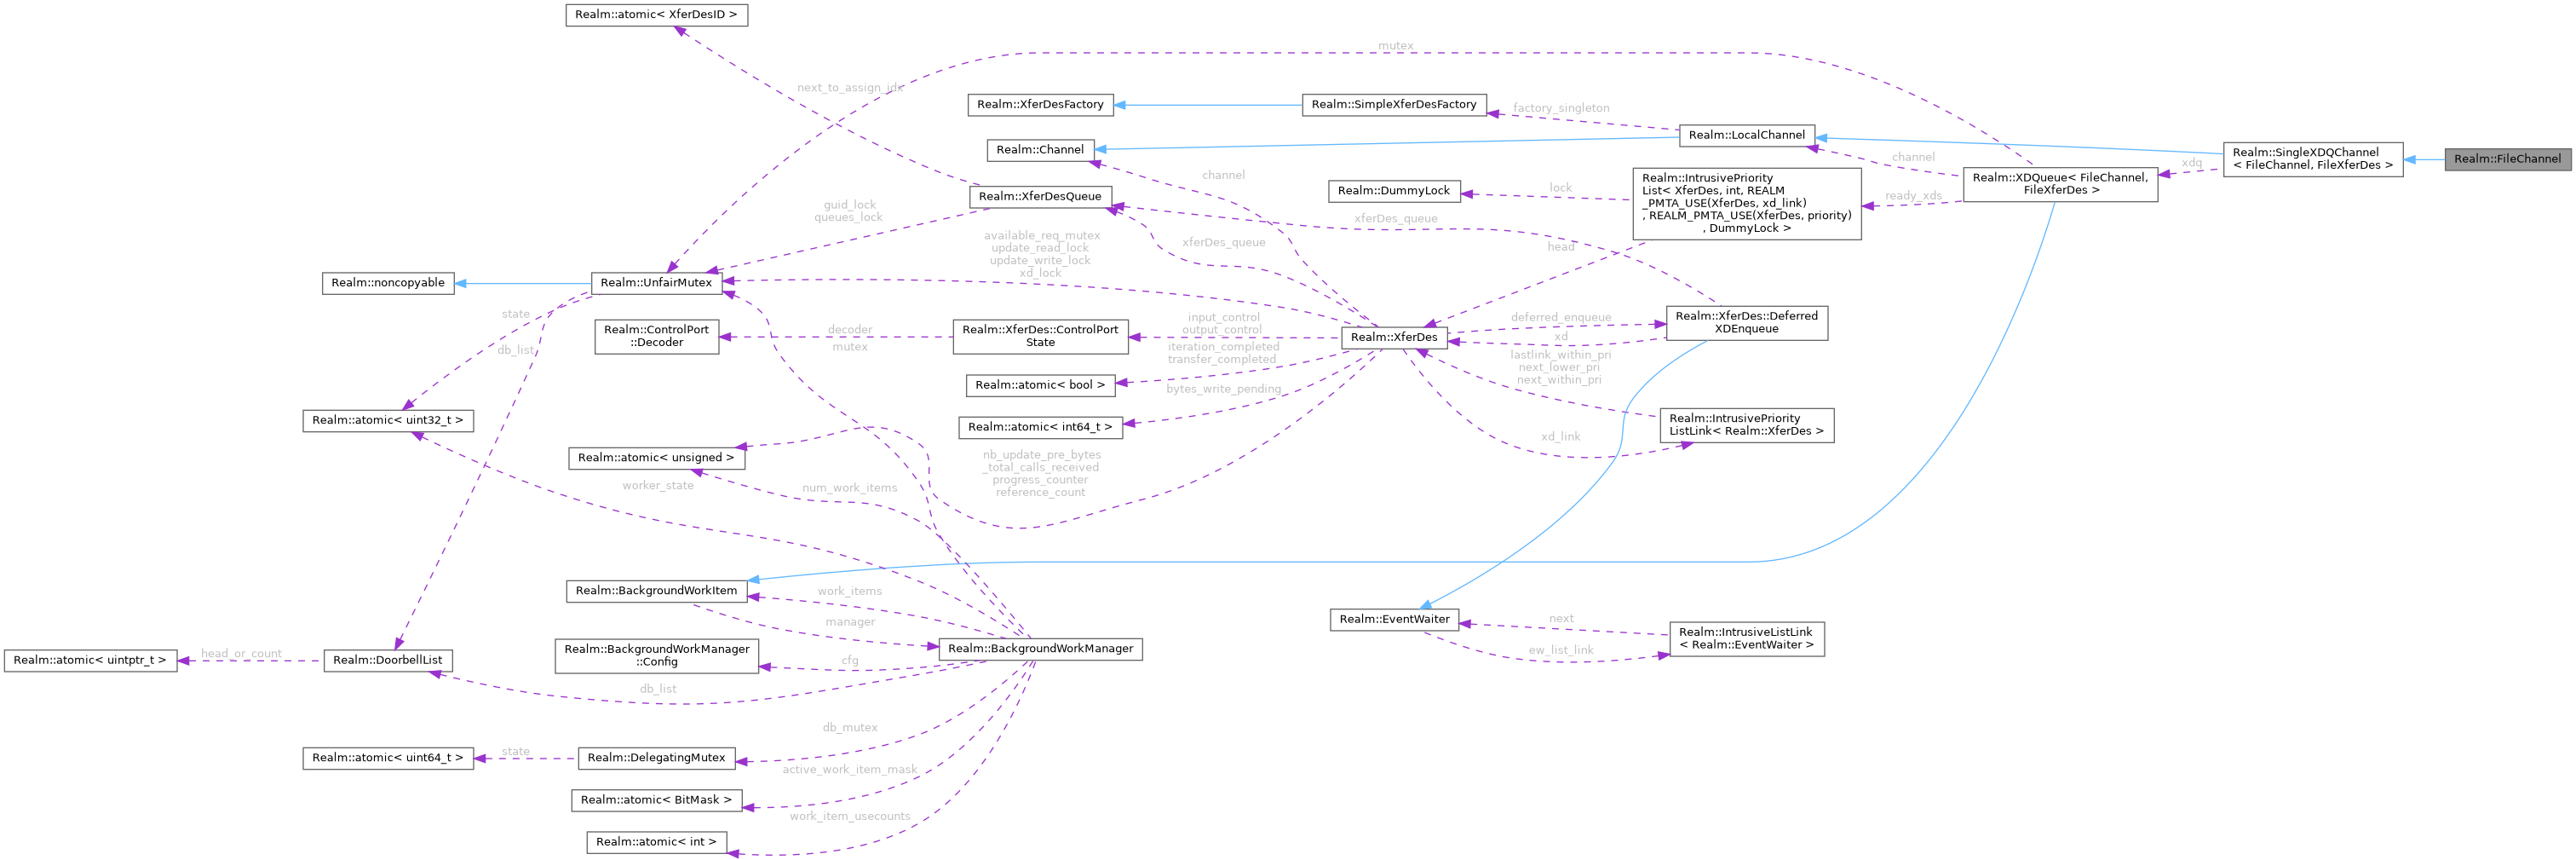 Realm::atomic< XferDesID >
mutex
next_to_assign_idx
Realm::XferDesFactory
Realm::SimpleXferDesFactory
factory_singleton
Realm::LocalChannel
Realm::Channel
channel
Realm::SingleXDQChannel
< FileChannel, FileXferDes >
Realm::FileChannel
xdq
channel
Realm::XDQueue< FileChannel,
FileXferDes >
Realm::IntrusivePriority
List< XferDes, int, REALM
_PMTA_USE(XferDes, xd_link)
, REALM_PMTA_USE(XferDes, priority)
, DummyLock >
ready_xds
lock
Realm::DummyLock
Realm::XferDesQueue
guid_lock
queues_lock
xferDes_queue
xferDes_queue
head
available_req_mutex
update_read_lock
update_write_lock
xd_lock
Realm::noncopyable
Realm::UnfairMutex
state
db_list
Realm::ControlPort
::Decoder
decoder
mutex
Realm::XferDes::ControlPort
State
input_control
output_control
iteration_completed
transfer_completed
Realm::XferDes
deferred_enqueue
xd
Realm::XferDes::Deferred
XDEnqueue
lastlink_within_pri
next_lower_pri
next_within_pri
Realm::atomic< bool >
bytes_write_pending
Realm::atomic< int64_t >
Realm::IntrusivePriority
ListLink< Realm::XferDes >
xd_link
Realm::atomic< uint32_t >
Realm::atomic< unsigned >
nb_update_pre_bytes
_total_calls_received
progress_counter
reference_count
worker_state
num_work_items
Realm::BackgroundWorkItem
work_items
manager
Realm::EventWaiter
next
ew_list_link
Realm::IntrusiveListLink
< Realm::EventWaiter >
Realm::BackgroundWorkManager
::Config
cfg
Realm::BackgroundWorkManager
Realm::atomic< uintptr_t >
head_or_count
Realm::DoorbellList
db_list
db_mutex
Realm::atomic< uint64_t >
state
Realm::DelegatingMutex
active_work_item_mask
Realm::atomic< BitMask >
work_item_usecounts
Realm::atomic< int >